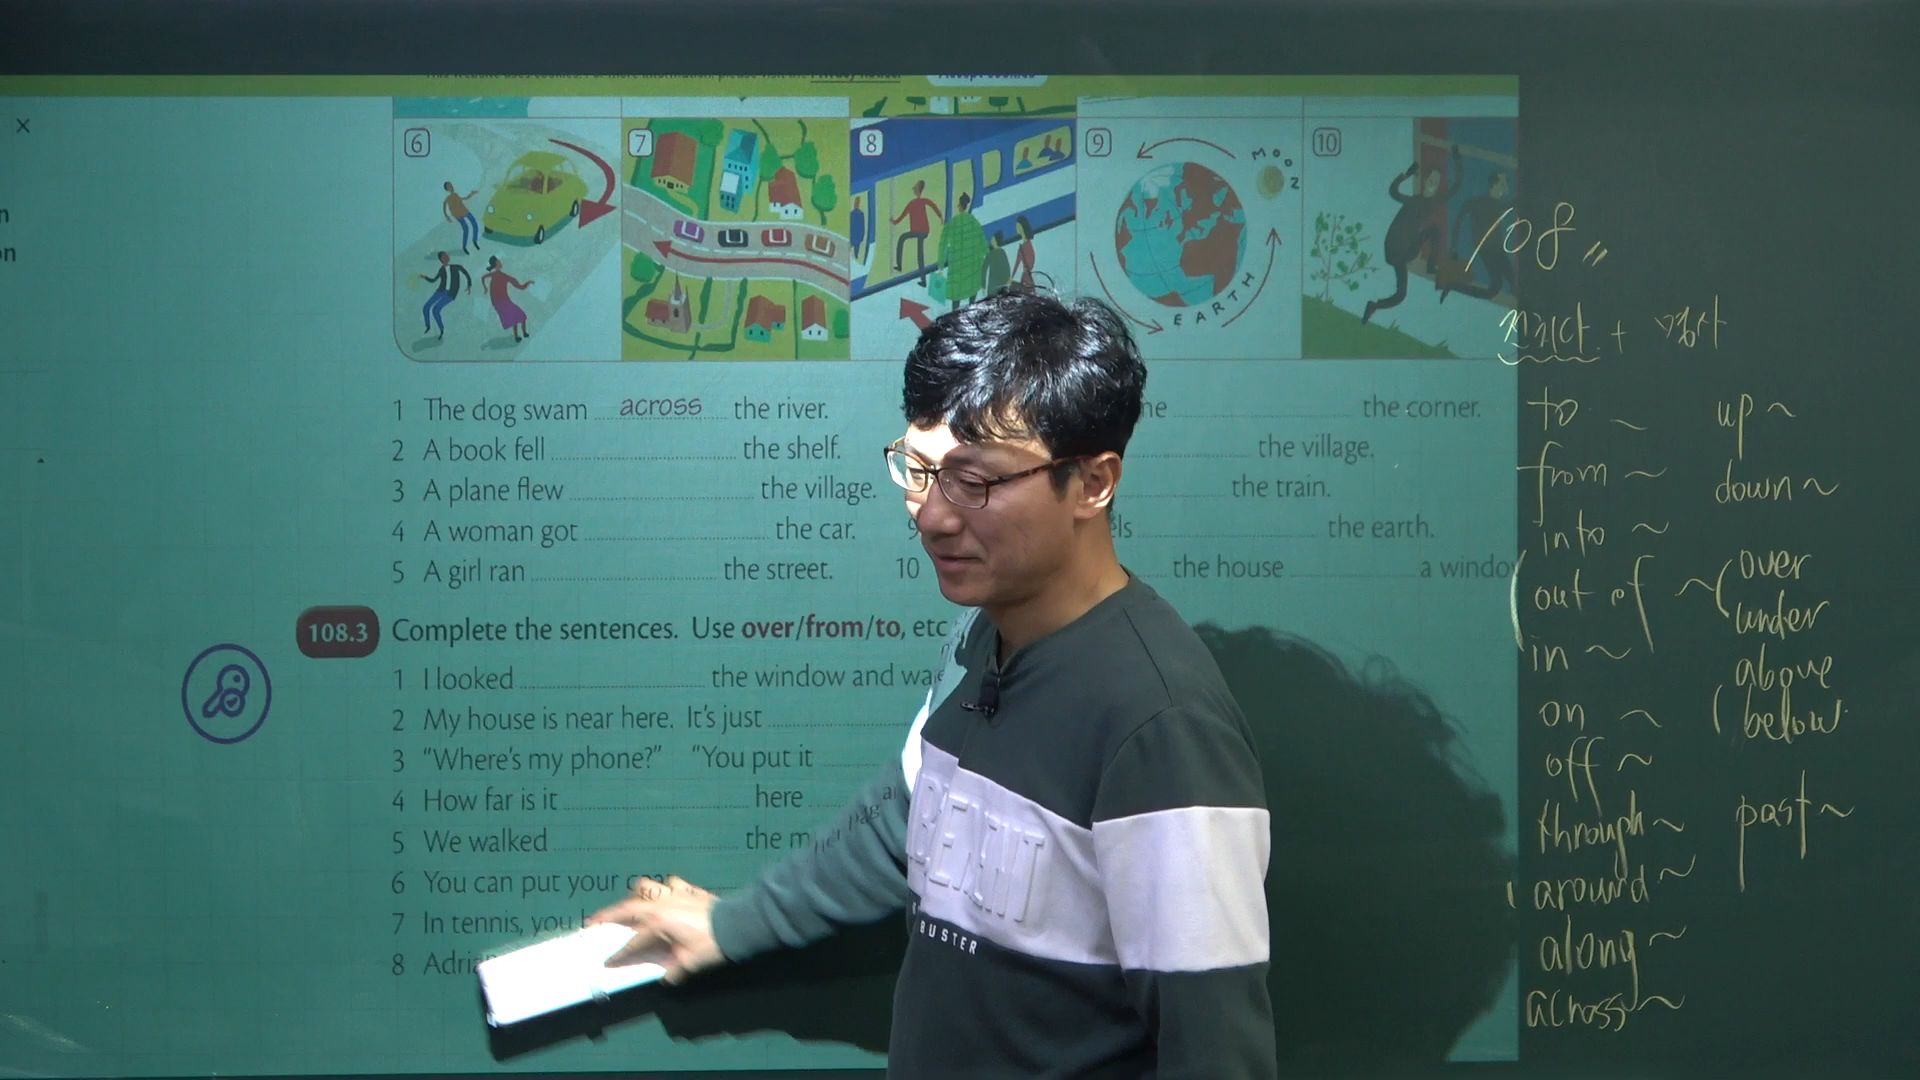 6
7
8
9
10
MOON
EARTH
1 The dog swam across the river.
2 A book fell the shelf.
3 A plane flew the village.
4 A woman got the car.
5 A girl ran the street.
the corner.
the village.
the train.
the earth.
10 the house a windo
108.3 Complete the sentences. Use over/from/to, etc
1 I looked the window and wa
2 My house is near here. It's just
3 "Where's my phone?" "You put it
4 How far is it here
5 We walked the m
6 You can put your
7 In tennis, you
8 Adria
BUSTER
108
전치사 + 명사
to ~
from ~
into ~
out of ~
in ~
on ~
off ~
through ~
around ~
along ~
across ~
up ~
down ~
over
under
above
below
past ~